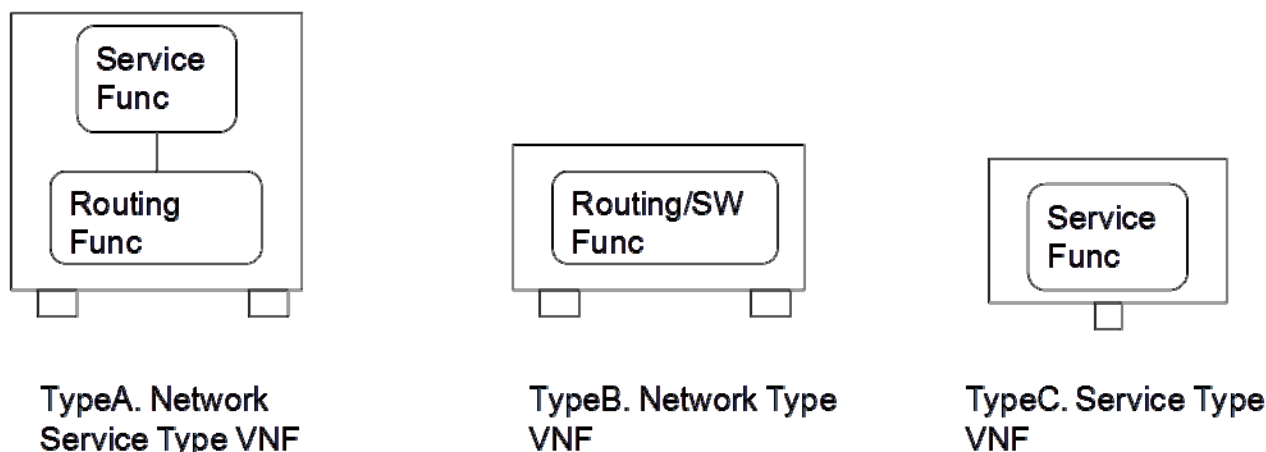 Service
Func
Routing
Func
Routing/SW
Func
Service
Func
TypeA. Network
Service Type VNF
TypeB. Network Type
VNF
TypeC. Service Type
VNF